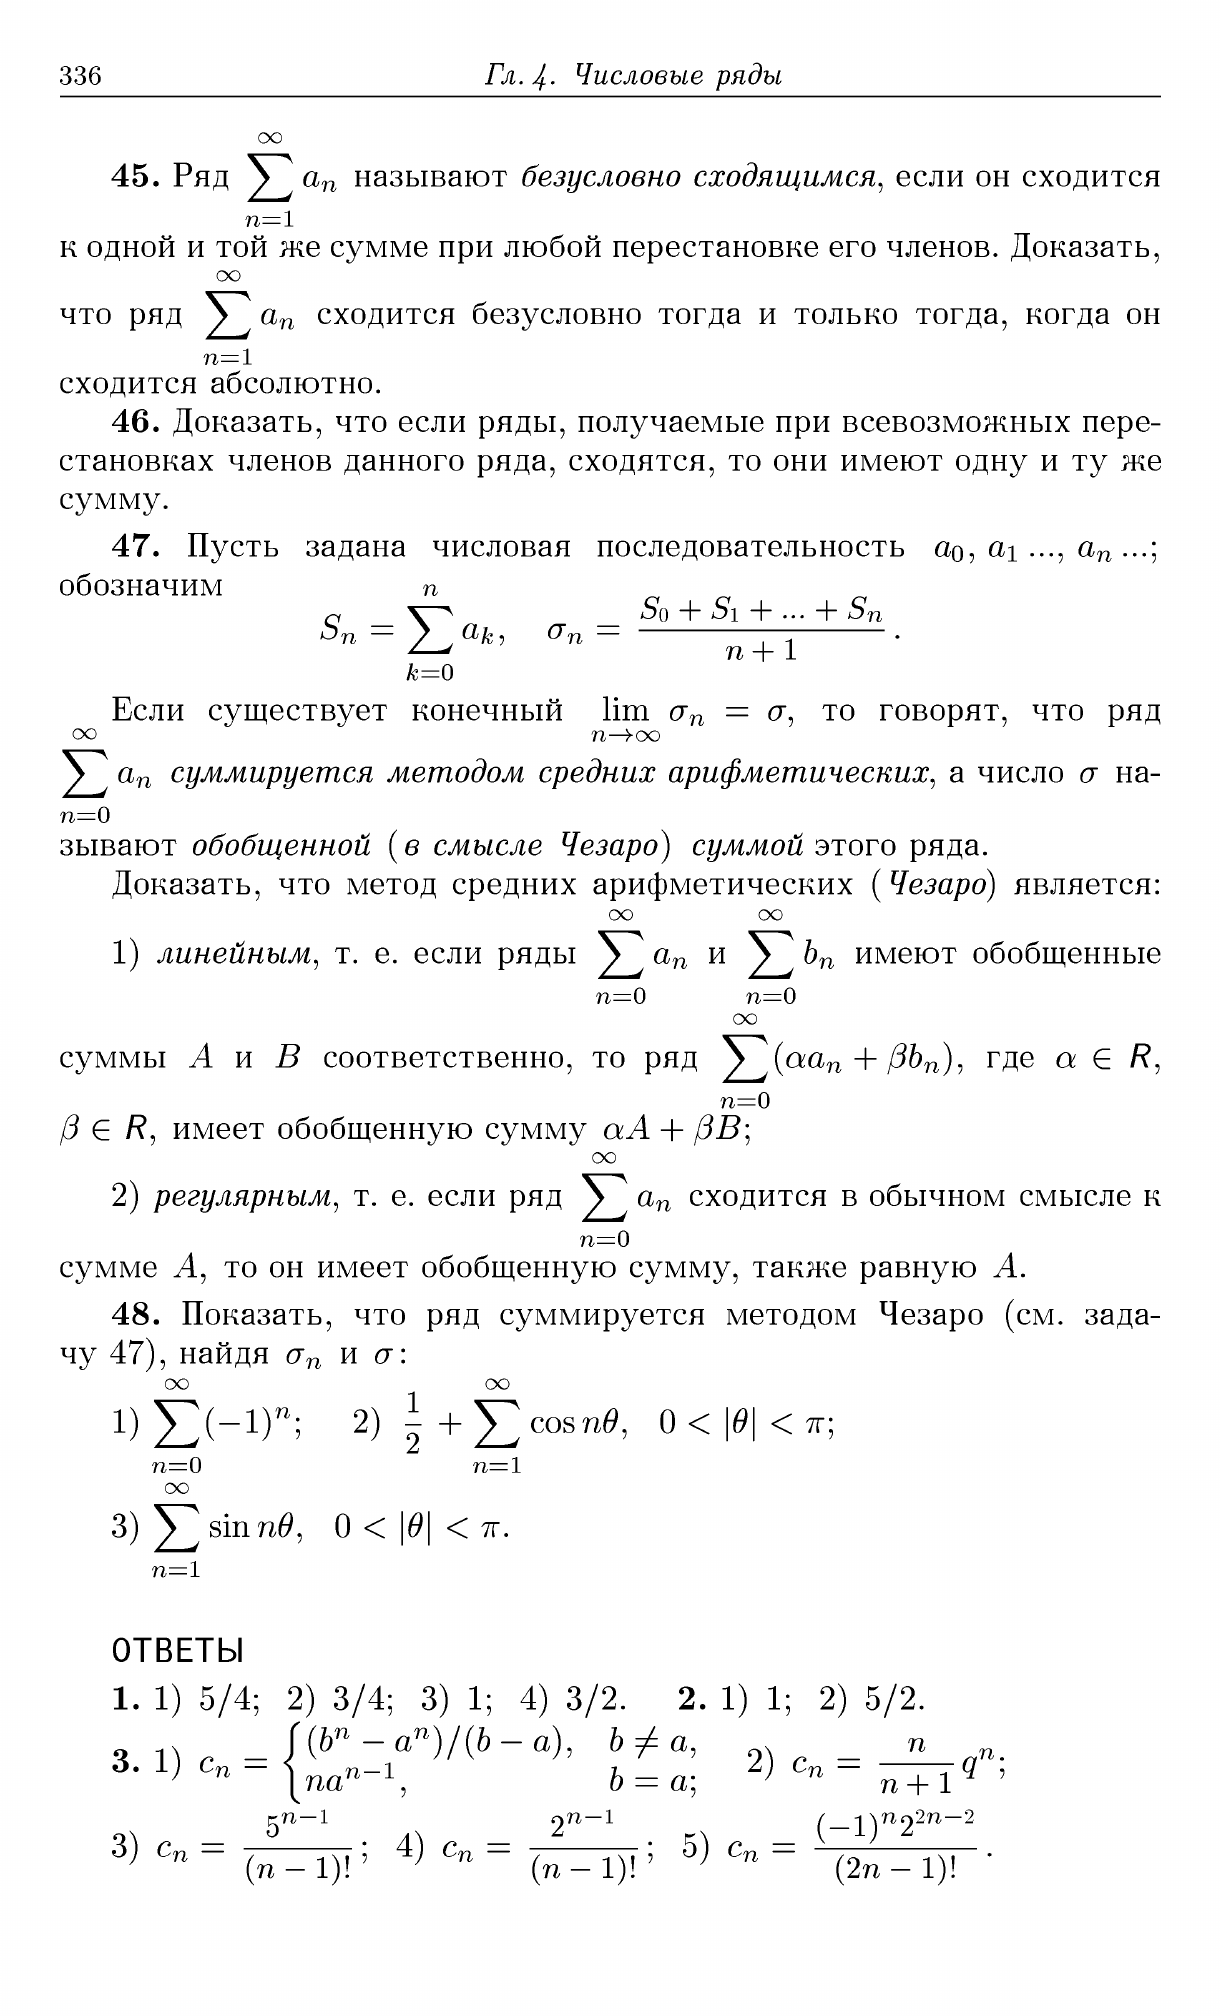 336 Гл. 4. Числовые ряды
45. Ряд $\sum_{n=1}^{\infty} a_n$ называют безусловно сходящимся, если он сходится
к одной и той же сумме при любой перестановке его членов. Доказать,
что ряд $\sum_{n=1}^{\infty} a_n$ сходится безусловно тогда и только тогда, когда он
сходится абсолютно.
46. Доказать, что если ряды, получаемые при всевозможных пере-
становках членов данного ряда, сходятся, то они имеют одну и ту же
сумму.
47. Пусть задана числовая последовательность $a_0, a_1 ..., a_n ...;$
обозначим
$S_n = \sum_{k=0}^{n} a_k, \quad \sigma_n = \frac{S_0 + S_1 + ... + S_n}{n + 1}.$
Если существует конечный $\lim_{n \to \infty} \sigma_n = \sigma$, то говорят, что ряд
$\sum_{n=0}^{\infty} a_n$ суммируется методом средних арифметических, а число $\sigma$ на-
зывают обобщенной (в смысле Чезаро) суммой этого ряда.
Доказать, что метод средних арифметических (Чезаро) является:
1) линейным, т. е. если ряды $\sum_{n=0}^{\infty} a_n$ и $\sum_{n=0}^{\infty} b_n$ имеют обобщенные
суммы $A$ и $B$ соответственно, то ряд $\sum_{n=0}^{\infty} (\alpha a_n + \beta b_n)$, где $\alpha \in R$,
$\beta \in R$, имеет обобщенную сумму $\alpha A + \beta B$;
2) регулярным, т. е. если ряд $\sum_{n=0}^{\infty} a_n$ сходится в обычном смысле к
сумме $A$, то он имеет обобщенную сумму, также равную $A$.
48. Показать, что ряд суммируется методом Чезаро (см. зада-
чу 47), найдя $\sigma_n$ и $\sigma$:
1) $\sum_{n=0}^{\infty} (-1)^n$; 2) $\frac{1}{2} + \sum_{n=1}^{\infty} \cos n\theta, \quad 0 < |\theta| < \pi$;
3) $\sum_{n=1}^{\infty} \sin n\theta, \quad 0 < |\theta| < \pi$.
ОТВЕТЫ
1. 1) 5/4; 2) 3/4; 3) 1; 4) 3/2. 2. 1) 1; 2) 5/2.
3. 1) $c_n = \begin{cases} (b^n - a^n)/(b - a), & b \neq a, \\ na^{n-1}, & b = a; \end{cases}$ 2) $c_n = \frac{n}{n + 1} q^n$;
3) $c_n = \frac{5^{n-1}}{(n - 1)!}$; 4) $c_n = \frac{2^{n-1}}{(n - 1)!}$; 5) $c_n = \frac{(-1)^n 2^{2n-2}}{(2n - 1)!}$.